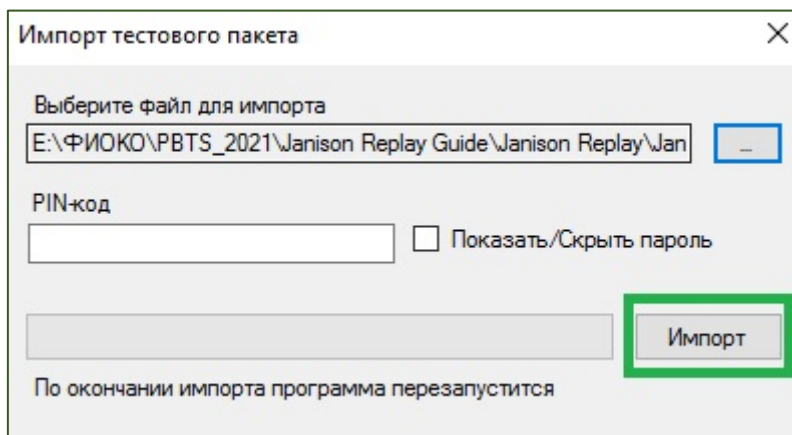 Импорт тестового пакета
Выберите файл для импорта
E:\ФИОКО\PBTS_2021\Janison Replay Guide\Janison Replay\Jan
...
PIN-код
Показать/Скрыть пароль
Импорт
По окончании импорта программа перезапустится